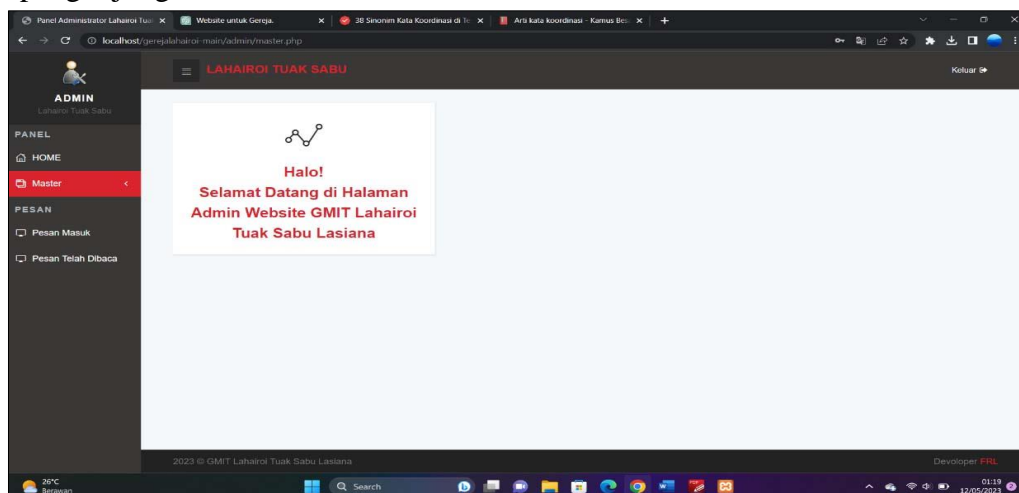 Panel Administrator Lahairoi Tua
Website untuk Gereja.
38 Sinonim Kata Koordinasi di Te
Arti kata koordinasi - Kamus Bes
localhost/gerejalahairoi-main/admin/master.php
LAHAIROI TUAK SABU
Keluar
ADMIN
Lahairoi Tuak Sabu
PANEL
HOME
Master
PESAN
Pesan Masuk
Pesan Telah Dibaca
Halo!
Selamat Datang di Halaman
Admin Website GMIT Lahairoi
Tuak Sabu Lasiana
2023 © GMIT Lahairoi Tuak Sabu Lasiana
Devoloper FRL
26°C
Berawan
Search
01:19
12/05/2023